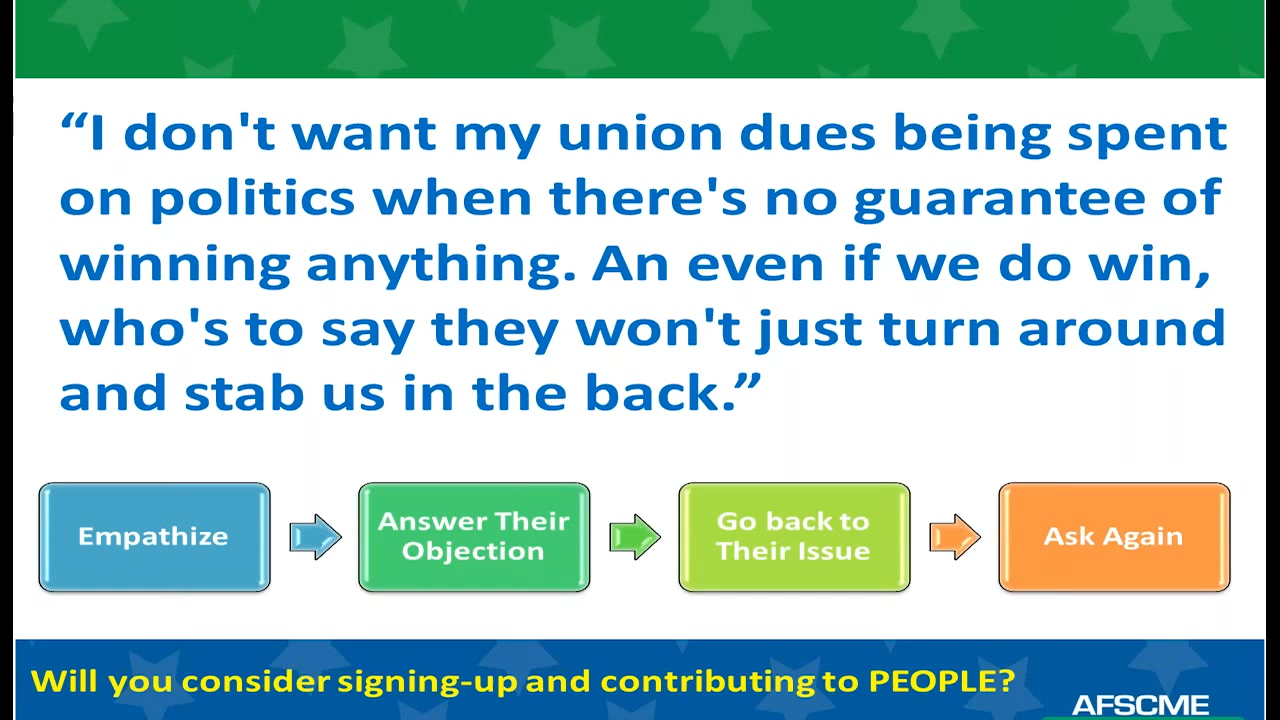 “I don't want my union dues being spent
on politics when there's no guarantee of
winning anything. An even if we do win,
who's to say they won't just turn around
and stab us in the back.”
Empathize
Answer Their
Objection
Go back to
Their Issue
Ask Again
Will you consider signing-up and contributing to PEOPLE?
AFSCME